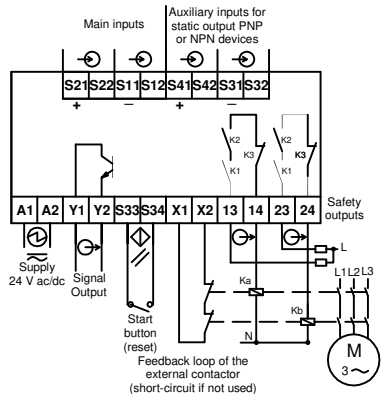 Main inputs
Auxiliary inputs for
static output PNP
or NPN devices
S21 S22 S11 S12 S41 S42 S31 S32
+ − + −
K2 K2
K3 K3
K1 K1
A1 A2 Y1 Y2 S33 S34 X1 X2 13 14 23 24
Safety
outputs
Supply
24 V ac/dc
Signal
Output
Start
button
(reset)
L
Ka
L1 L2 L3
Kb
N
Feedback loop of the
external contactor
(short-circuit if not used)
M
3 ~